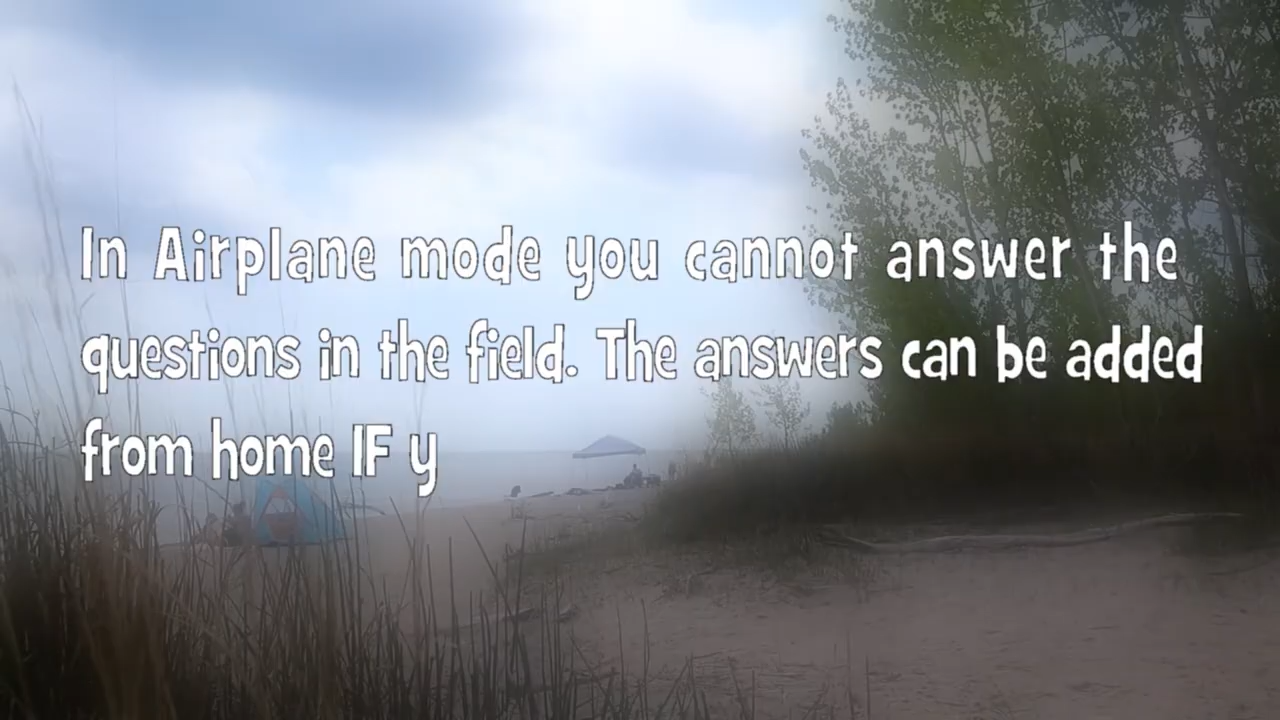 In Airplane mode you cannot answer the
questions in the field. The answers can be added
from home IF y